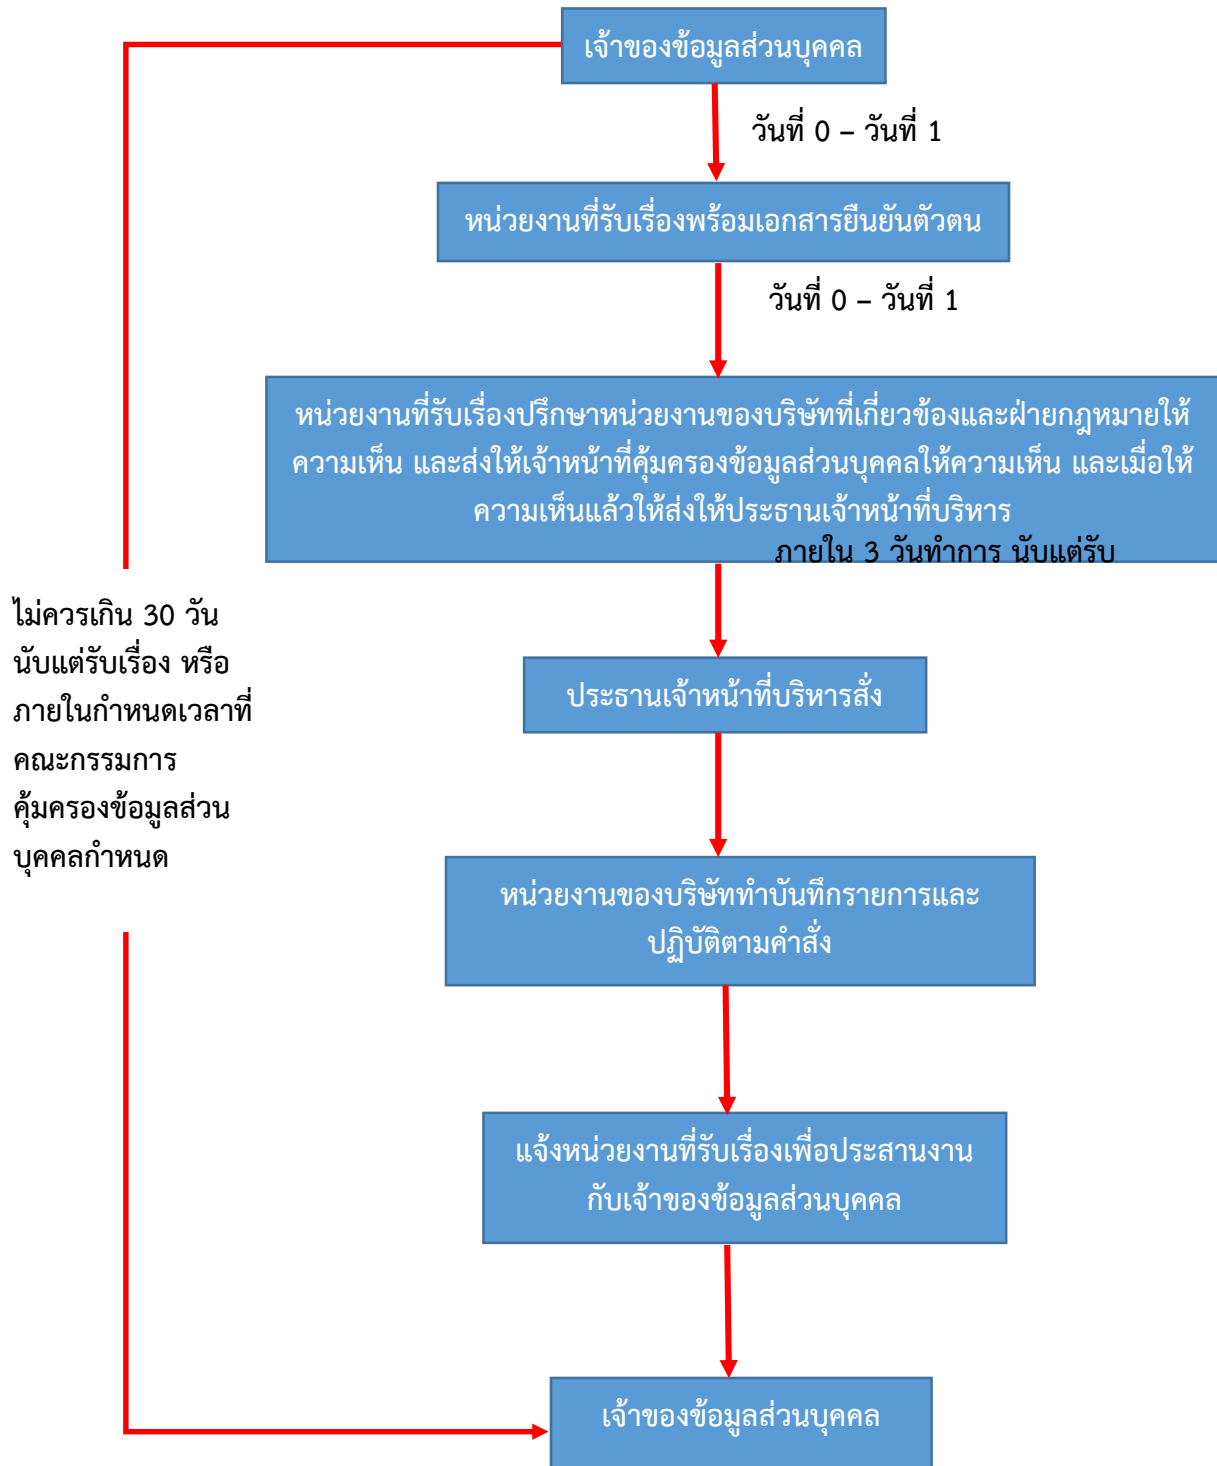 เจ้าของข้อมูลส่วนบุคคล
วันที่ 0 – วันที่ 1
หน่วยงานที่รับเรื่องพร้อมเอกสารยืนยันตัวตน
วันที่ 0 – วันที่ 1
หน่วยงานที่รับเรื่องปรึกษาหน่วยงานของบริษัทที่เกี่ยวข้องและฝ่ายกฎหมายให้
ความเห็น และส่งให้เจ้าหน้าที่คุ้มครองข้อมูลส่วนบุคคลให้ความเห็น และเมื่อให้
ความเห็นแล้วให้ส่งให้ประธานเจ้าหน้าที่บริหาร
ภายใน 3 วันทำการ นับแต่รับ
ไม่ควรเกิน 30 วัน
นับแต่รับเรื่อง หรือ
ภายในกำหนดเวลาที่
คณะกรรมการ
คุ้มครองข้อมูลส่วน
บุคคลกำหนด
ประธานเจ้าหน้าที่บริหารสั่ง
หน่วยงานของบริษัททำบันทึกรายการและ
ปฏิบัติตามคำสั่ง
แจ้งหน่วยงานที่รับเรื่องเพื่อประสานงาน
กับเจ้าของข้อมูลส่วนบุคคล
เจ้าของข้อมูลส่วนบุคคล